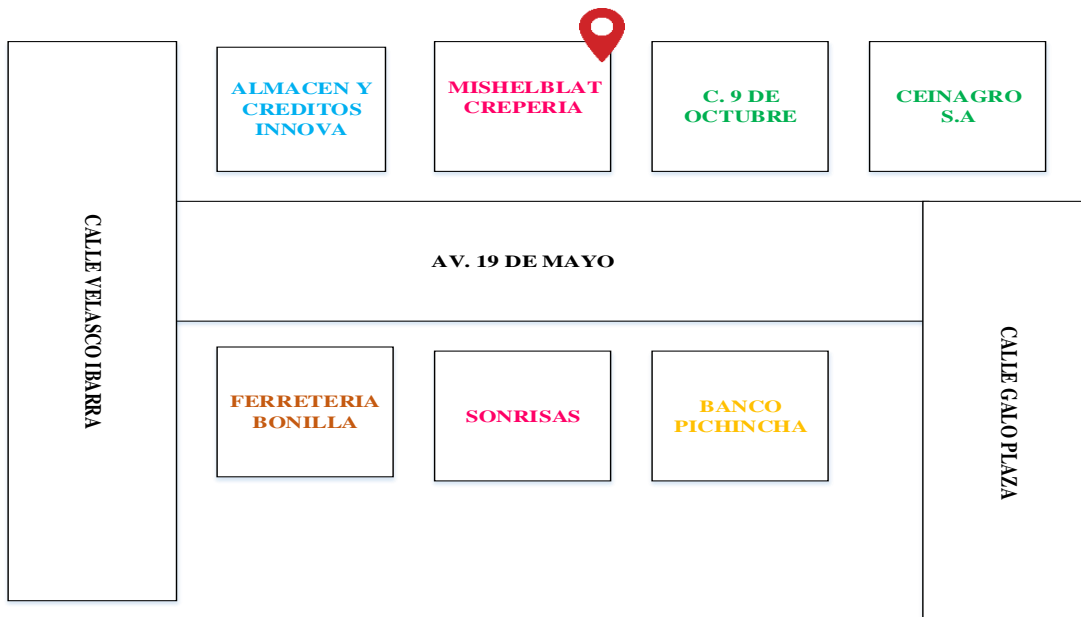 ALMACEN Y
CREDITOS
INNOVA
MISHELBLAT
CREPERIA
C. 9 DE
OCTUBRE
CEINAGRO
S.A
CALLE VELASCO IBARRA
AV. 19 DE MAYO
CALLE GALO PLAZA
FERRETERIA
BONILLA
SONRISAS
BANCO
PICHINCHA